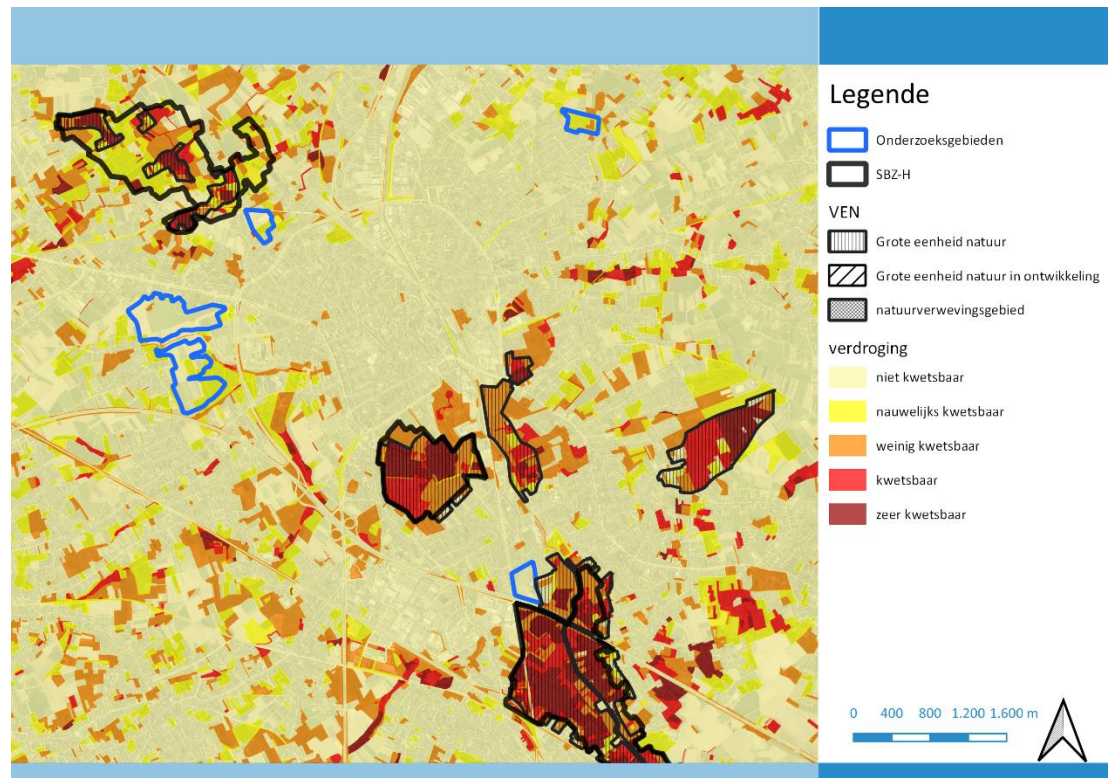 Legende
Onderzoeksgebieden
SBZ-H
VEN
Grote eenheid natuur
Grote eenheid natuur in ontwikkeling
natuurverwevingsgebied
verdroging
niet kwetsbaar
nauwelijks kwetsbaar
weinig kwetsbaar
kwetsbaar
zeer kwetsbaar
0 400 800 1.200 1.600 m